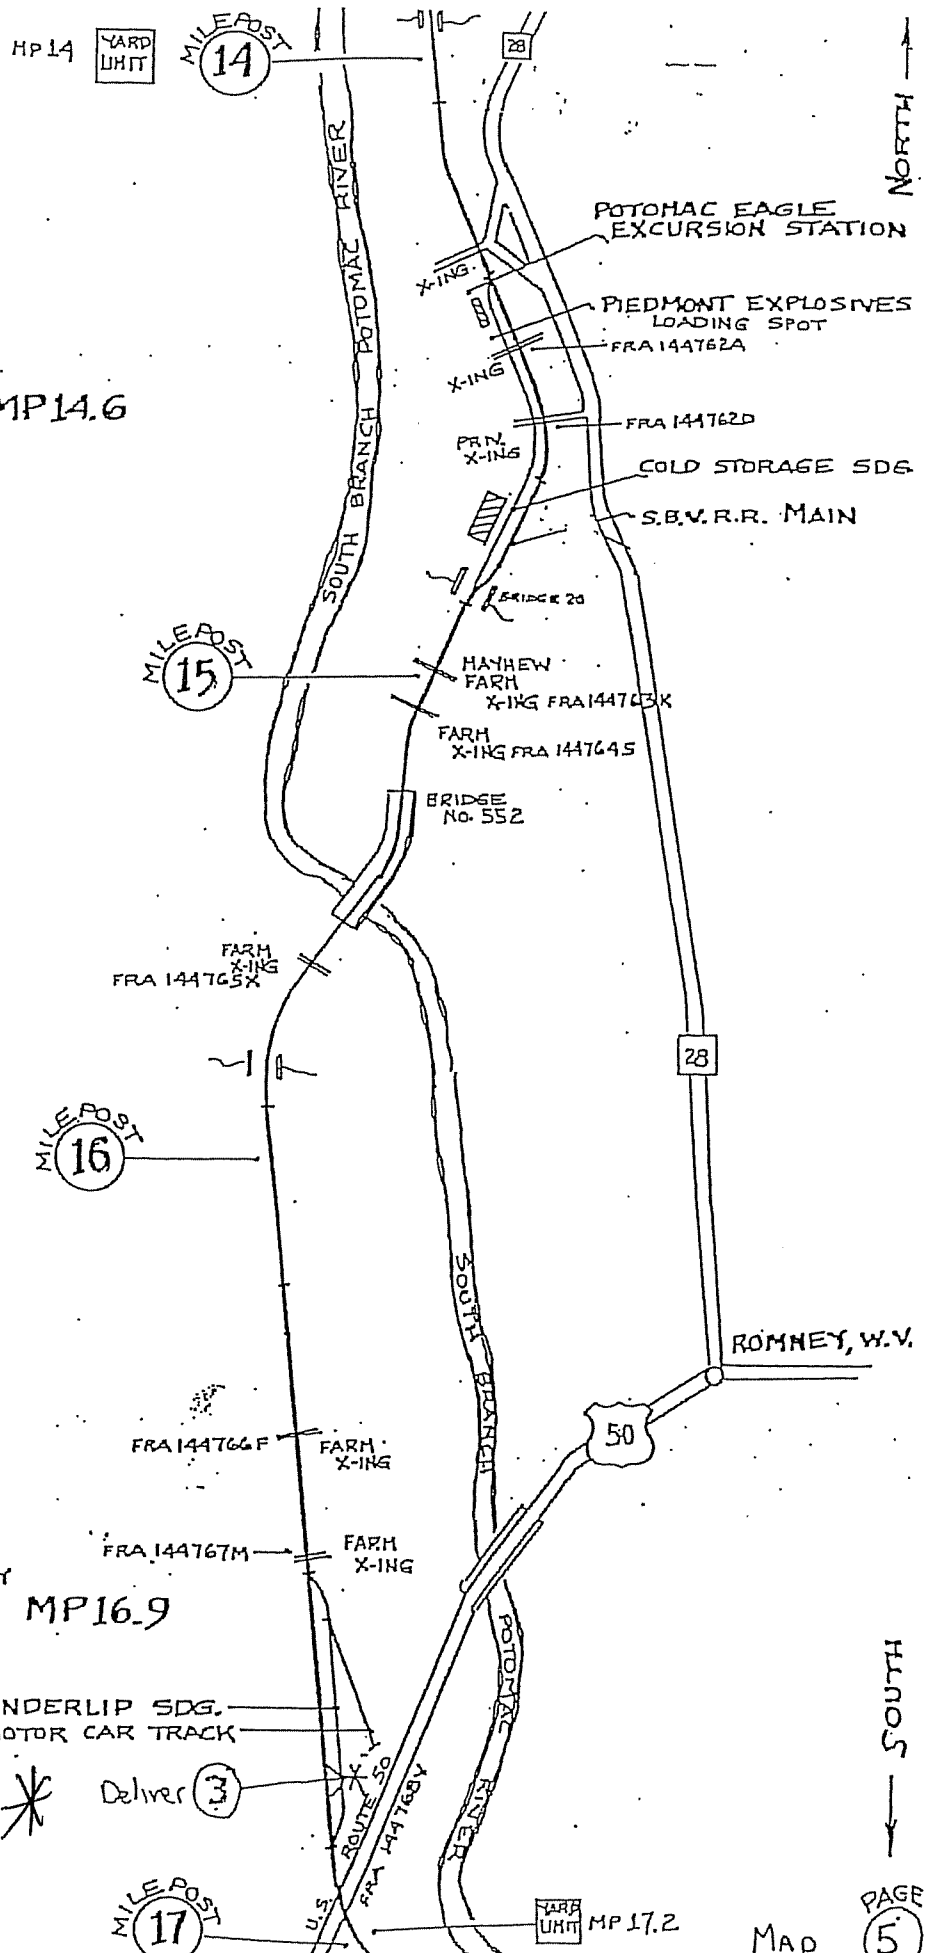 MP 14
YARD
LIMIT
MILEPOST
14
28
NORTH
SOUTH BRANCH POTOMAC RIVER
POTOMAC EAGLE
EXCURSION STATION
X-ING.
PIEDMONT EXPLOSIVES
LOADING SPOT
FRA 144762A
X-ING
MP14.6
FRA 144762D
PRIV.
X-ING
COLD STORAGE SDG
S.B.V.R.R. MAIN
BRIDGE 20
MILEPOST
15
MAYHEW
FARM
X-ING FRA 144763K
FARM
X-ING FRA 144764S
BRIDGE
No. 552
FARM
X-ING
FRA 144765X
28
MILEPOST
16
SOUTH BRANCH
ROMNEY, W.V.
50
FRA 144766F
FARM
X-ING
FRA 144767M
FARM
X-ING
MP16.9
POTOMAC RIVER
SOUTH
NDERLIP SDG.
OTOR CAR TRACK
Deliver 3
U.S. ROUTE 50
FRA 144768Y
MILEPOST
17
YARD
LIMIT
MP 17.2
MAP
PAGE
5